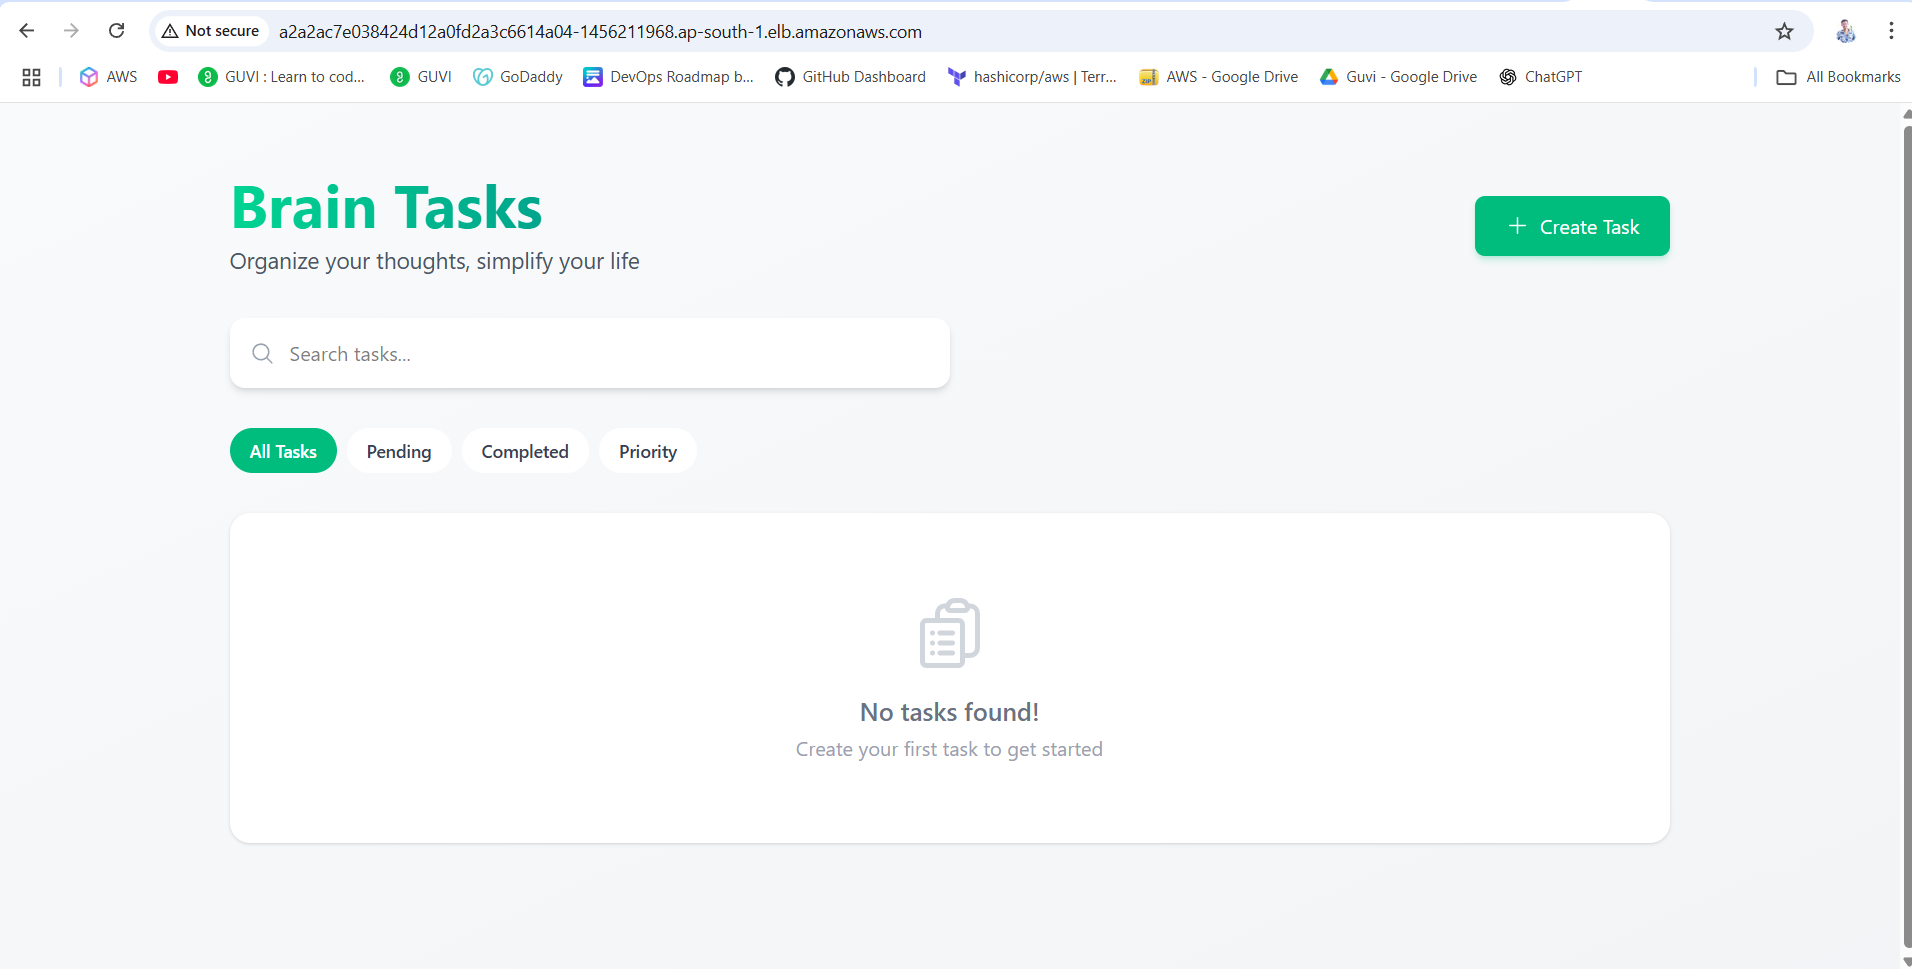 Not secure a2a2ac7e038424d12a0fd2a3c6614a04-1456211968.ap-south-1.elb.amazonaws.com
AWS GUVI : Learn to cod... GUVI GoDaddy DevOps Roadmap b... GitHub Dashboard hashicorp/aws | Terr... AWS - Google Drive Guvi - Google Drive ChatGPT All Bookmarks
Brain Tasks
Organize your thoughts, simplify your life
+ Create Task
Search tasks...
All Tasks Pending Completed Priority
No tasks found!
Create your first task to get started